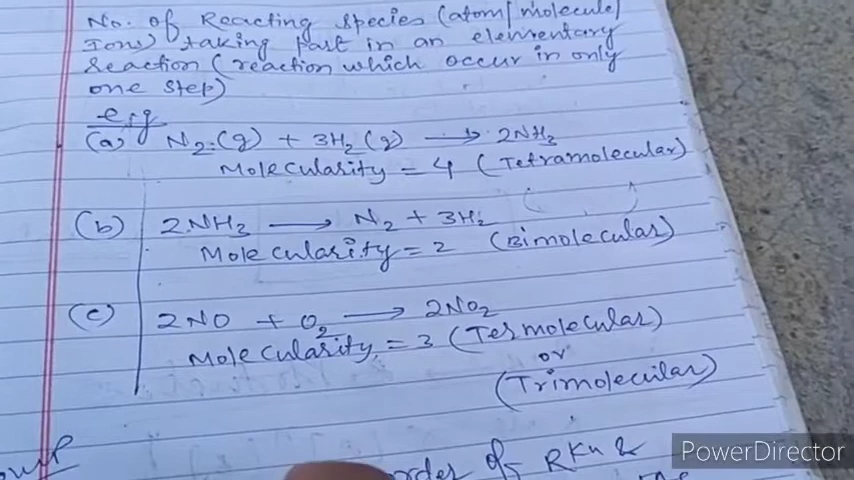 No. of Reacting species (atom/molecule/
Ions) taking part in an elementary
reaction (reaction which occur in only
one step)
e.g
(a) N2(g) + 3H2(g) → 2NH3
Molecularity = 4 (Tetramolecular)
(b) 2NH3 → N2 + 3H2
Molecularity = 2 (Bimolecular)
(c) 2NO + O2 → 2NO2
Molecularity = 3 (Termolecular)
or
(Trimolecular)
order of RXn &
PowerDirector